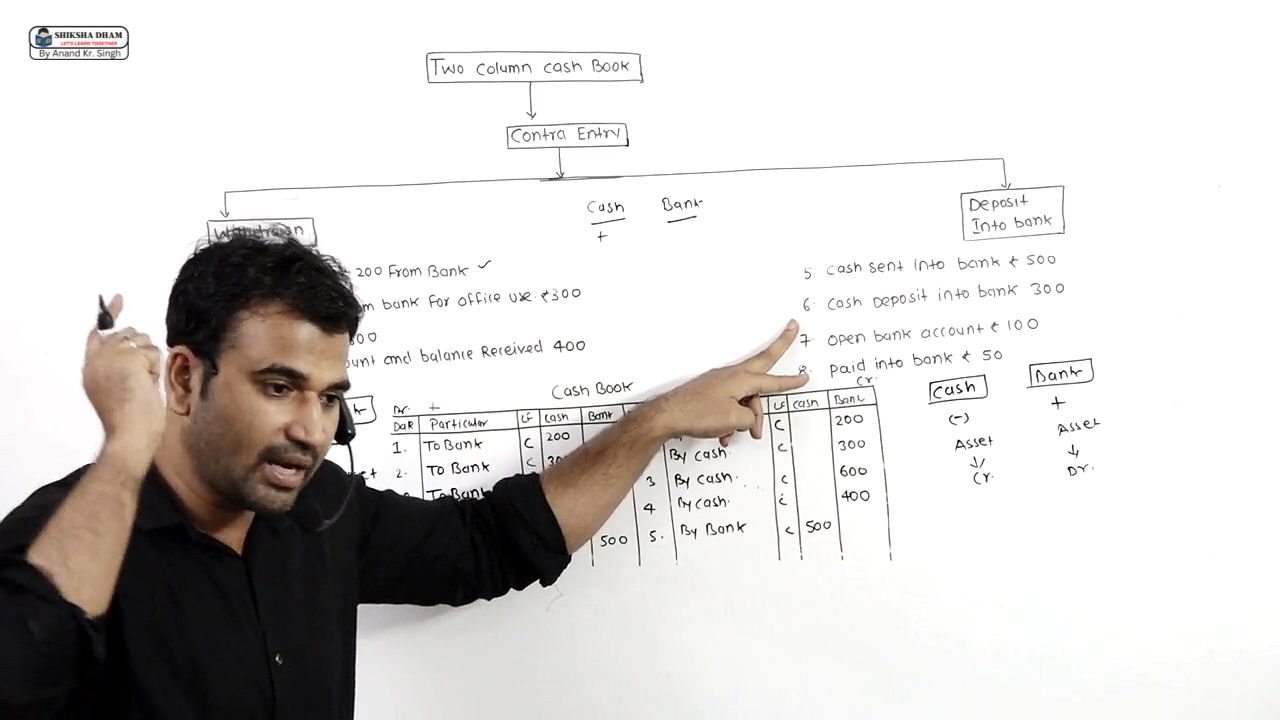 SHIKSHA DHAM
LET'S LEARN TOGETHER
By Anand Kr. Singh
Two column cash Book
Contra Entry
Cash Bank
+
Deposit
Into bank
200 From Bank ✓
bank for office use ₹300
and balance Received 400
5 cash sent into bank ₹ 500
6. cash Deposit into bank 300
7. open bank account ₹ 100
8. paid into bank ₹ 50
Cash Book
Dr. +
Cr.
Particular LF Cash Bank
LF cash Bank
1. To Bank C 200
C 200
2. To Bank C
By cash. C 300
To Bank
3 By cash. C 600
4 By cash. C 400
500 5. By Bank C 500
Cash
(-)
Asset
Cr.
Bank
+
Asset
Dr.